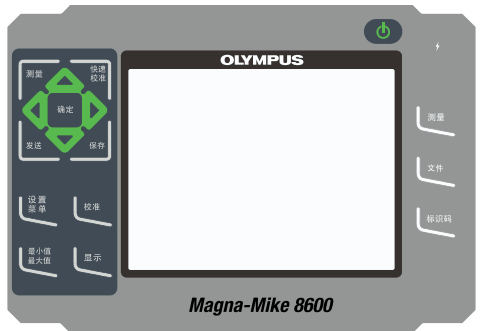 OLYMPUS
测量
快速
校准
确定
发送
保存
设置
菜单
校准
最小值
最大值
显示
测量
文件
标识码
Magna-Mike 8600